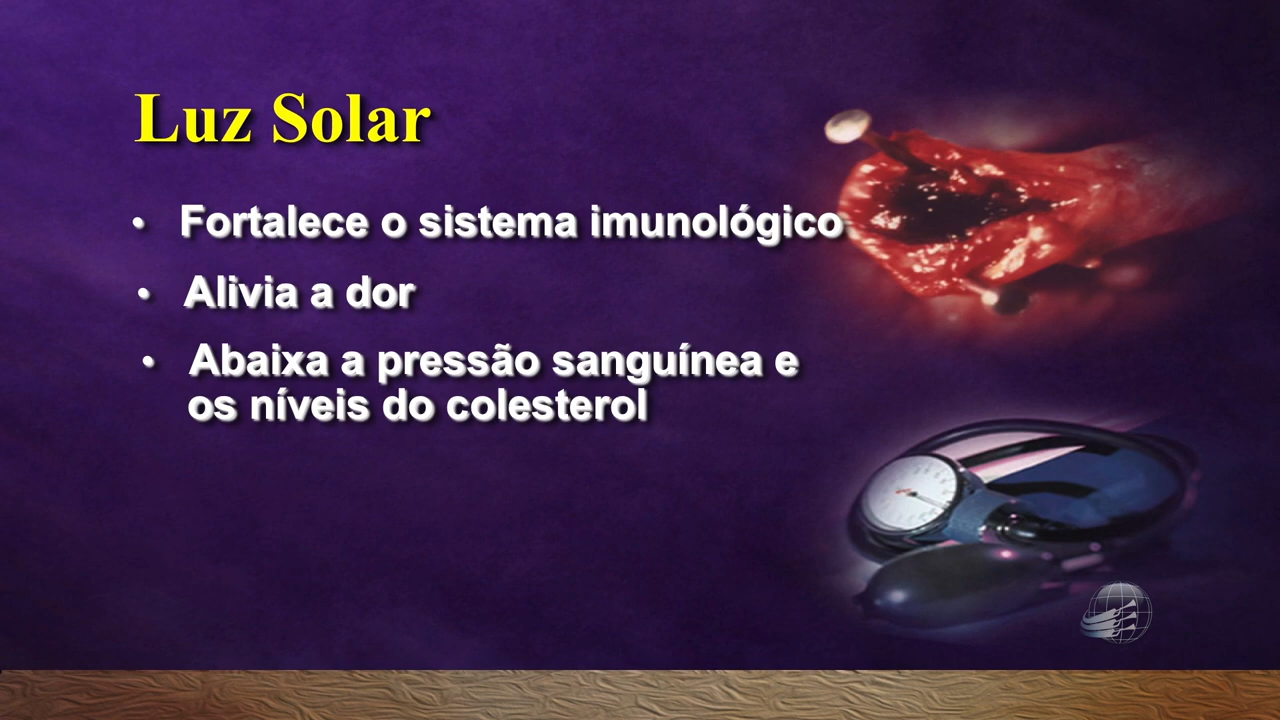 Luz Solar
• Fortalece o sistema imunológico
• Alivia a dor
• Abaixa a pressão sanguínea e
os níveis do colesterol